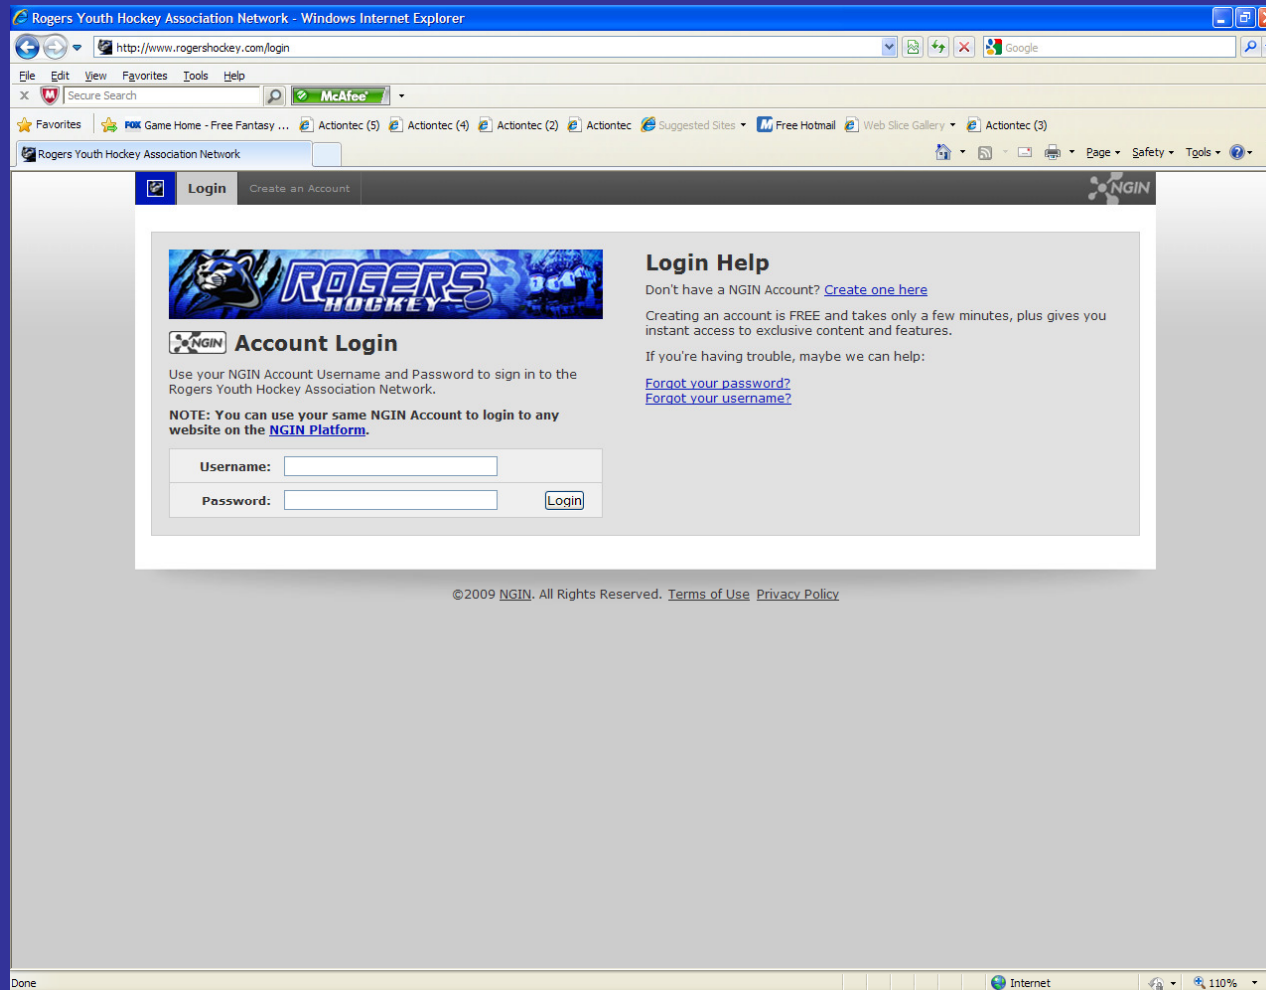 Rogers Youth Hockey Association Network - Windows Internet Explorer
http://www.rogershockey.com/login
Google
File Edit View Favorites Tools Help
X Secure Search McAfee
Favorites FOX Game Home - Free Fantasy ... Actiontec (5) Actiontec (4) Actiontec (2) Actiontec Suggested Sites Free Hotmail Web Slice Gallery Actiontec (3)
Rogers Youth Hockey Association Network
Page Safety Tools
Login Create an Account NGIN
ROGERS
HOCKEY
NGIN Account Login
Use your NGIN Account Username and Password to sign in to the
Rogers Youth Hockey Association Network.
NOTE: You can use your same NGIN Account to login to any
website on the NGIN Platform.
Username:
Password: Login
Login Help
Don't have a NGIN Account? Create one here
Creating an account is FREE and takes only a few minutes, plus gives you
instant access to exclusive content and features.
If you're having trouble, maybe we can help:
Forgot your password?
Forgot your username?
©2009 NGIN. All Rights Reserved. Terms of Use Privacy Policy
Done Internet 110%